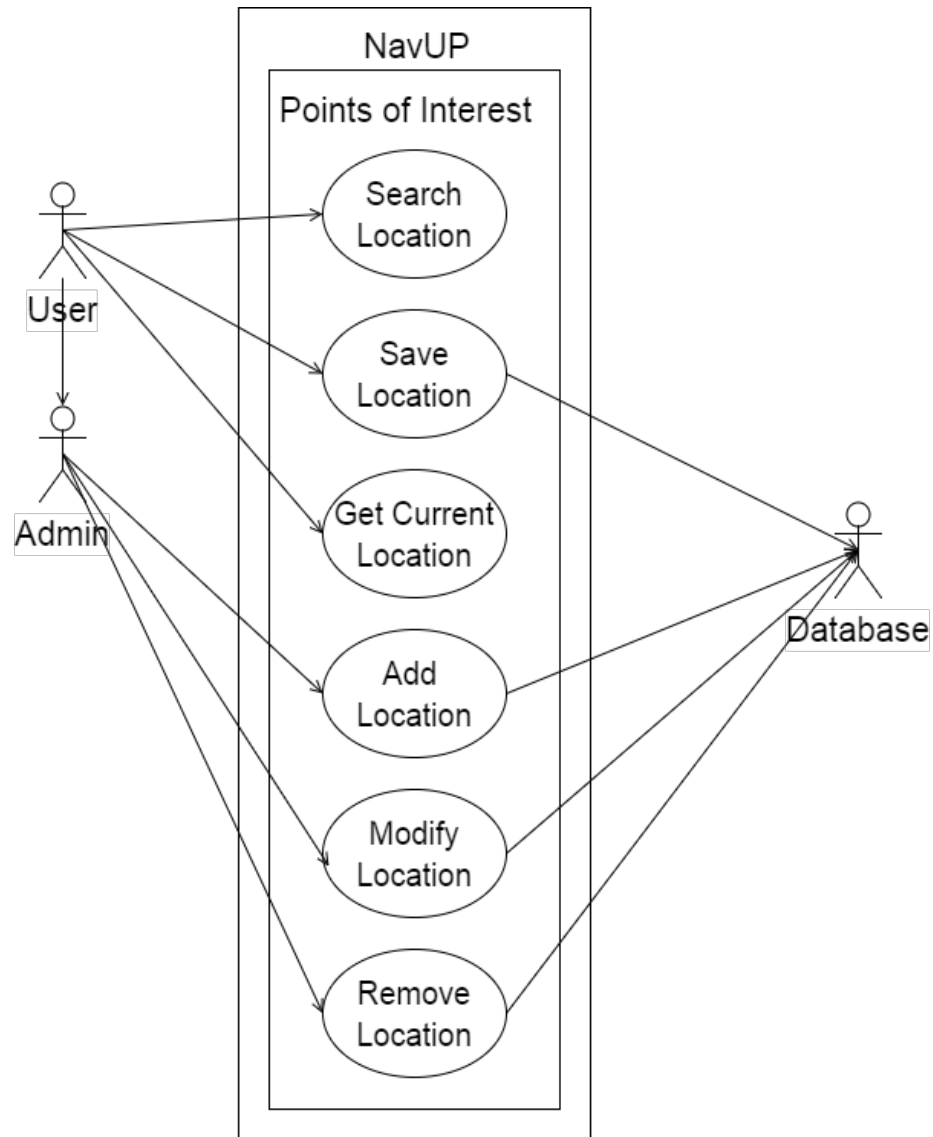 NavUP
Points of Interest
Search
Location
User
Save
Location
Admin
Get Current
Location
Database
Add
Location
Modify
Location
Remove
Location